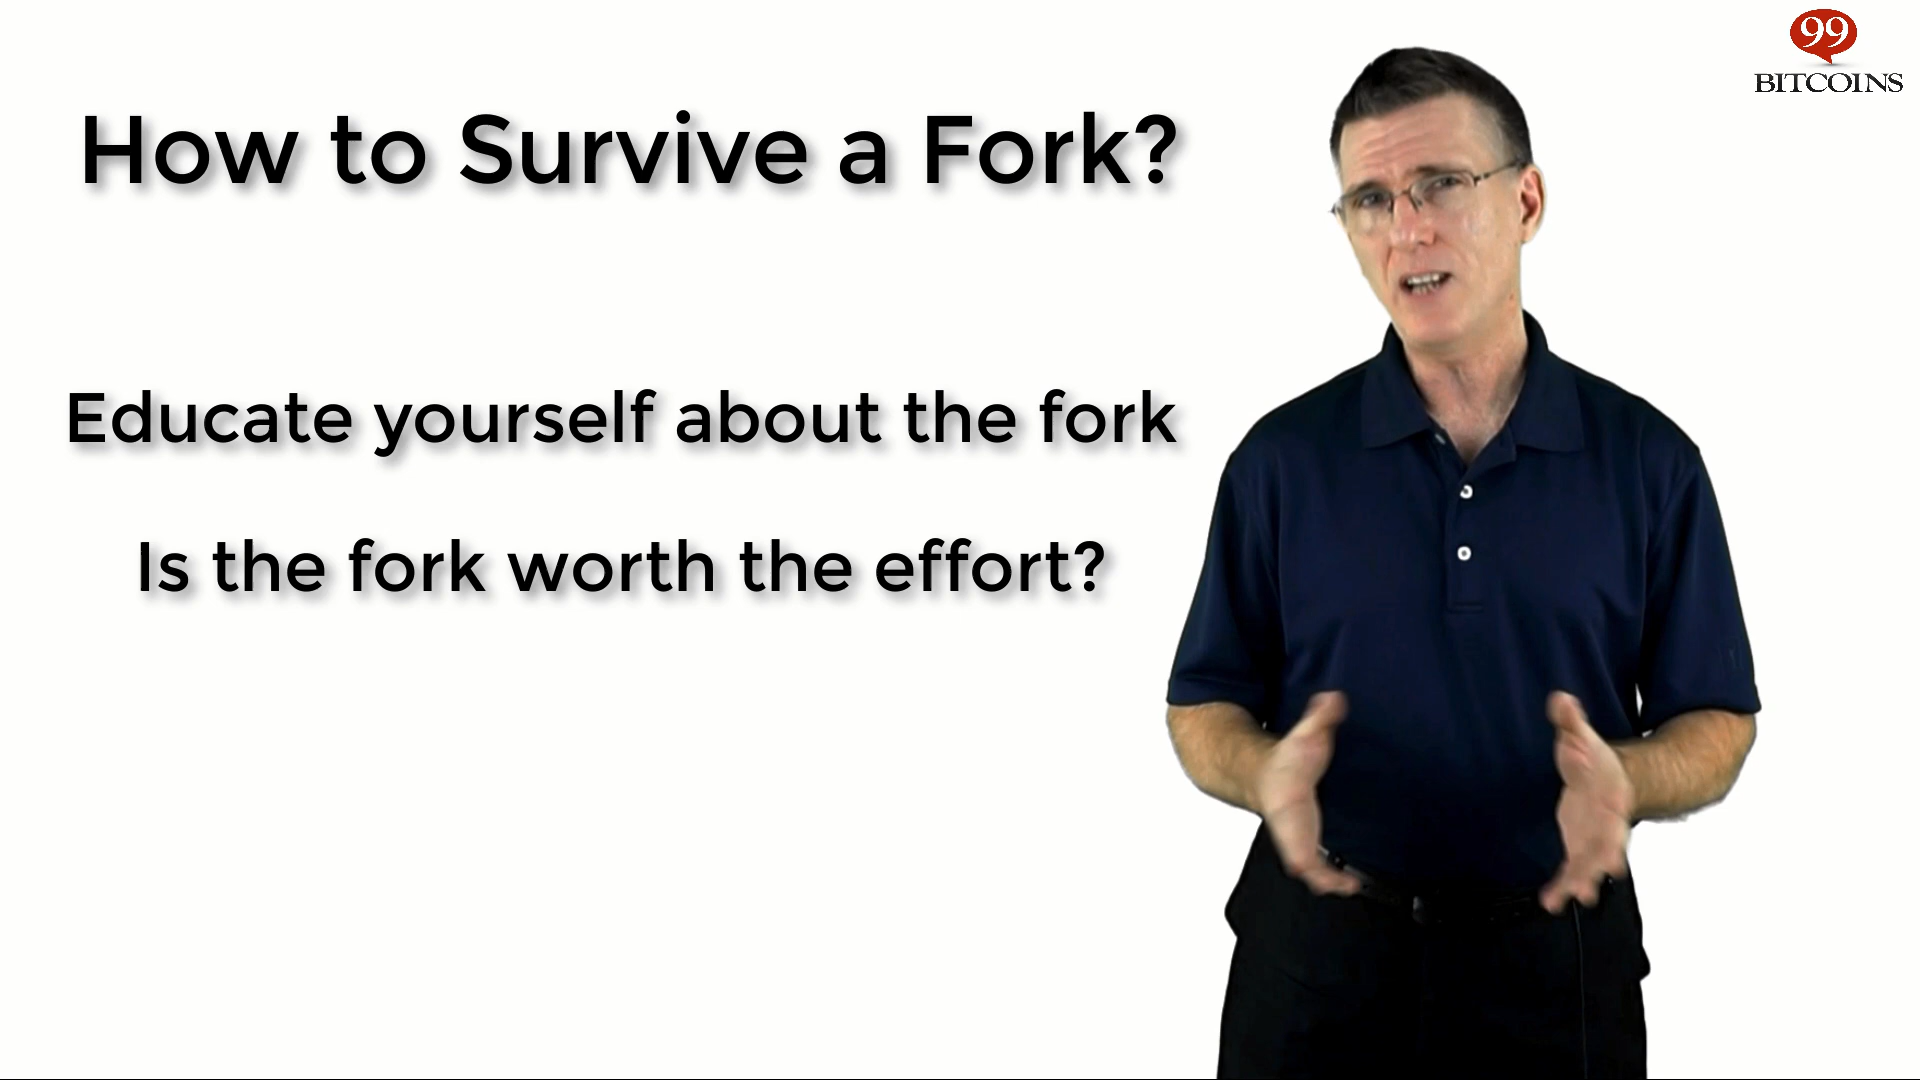 99
BITCOINS
How to Survive a Fork?
Educate yourself about the fork
Is the fork worth the effort?